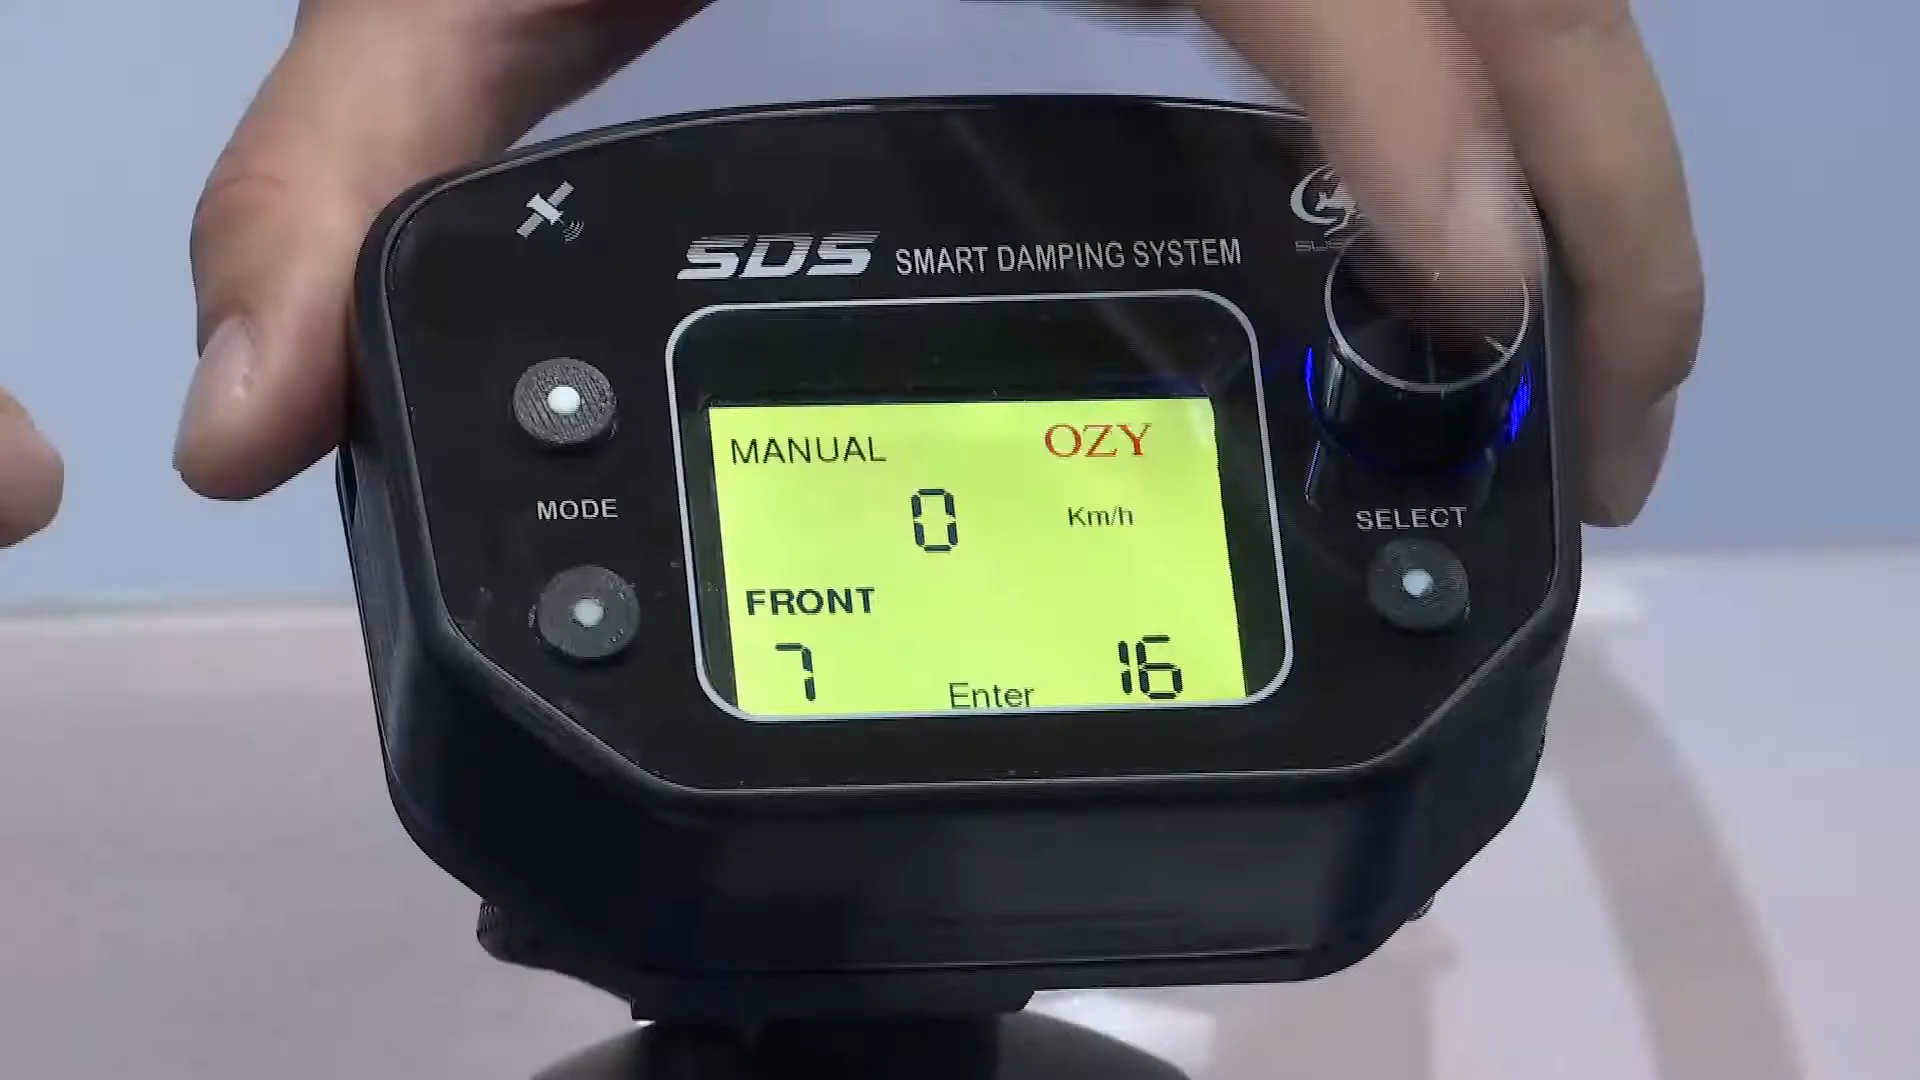 SDS SMART DAMPING SYSTEM
MANUAL OZY
0 Km/h
MODE
SELECT
FRONT
7 Enter 16